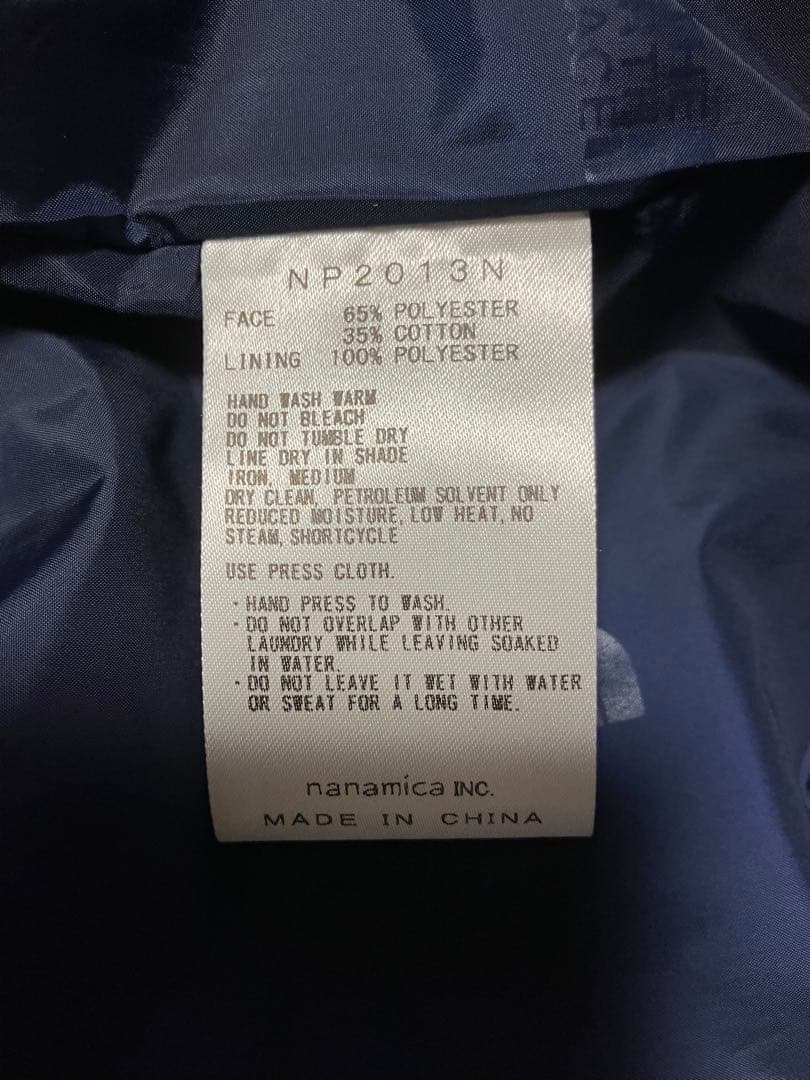 THE
NP2013N
FACE 65% POLYESTER
35% COTTON
LINING 100% POLYESTER
HAND WASH WARM
DO NOT BLEACH
DO NOT TUMBLE DRY
LINE DRY IN SHADE
IRON, MEDIUM
DRY CLEAN, PETROLEUM SOLVENT ONLY
REDUCED MOISTURE, LOW HEAT, NO
STEAM, SHORTCYCLE
USE PRESS CLOTH.
・HAND PRESS TO WASH.
・DO NOT OVERLAP WITH OTHER
LAUNDRY WHILE LEAVING SOAKED
IN WATER.
・DO NOT LEAVE IT WET WITH WATER
OR SWEAT FOR A LONG TIME.
nanamica INC.
MADE IN CHINA